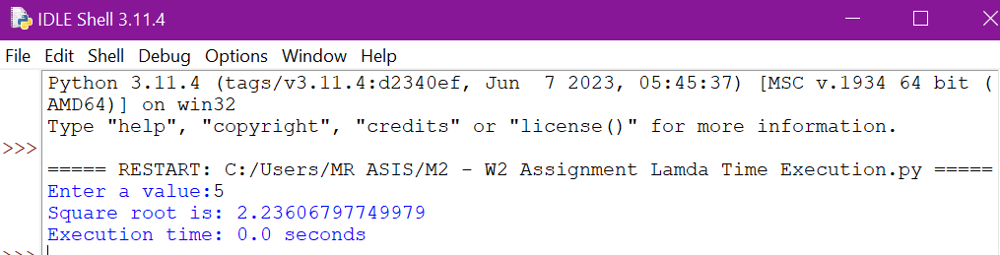 IDLE Shell 3.11.4
File Edit Shell Debug Options Window Help
Python 3.11.4 (tags/v3.11.4:d2340ef, Jun  7 2023, 05:45:37) [MSC v.1934 64 bit (
AMD64)] on win32
Type "help", "copyright", "credits" or "license()" for more information.
>>>
===== RESTART: C:/Users/MR ASIS/M2 - W2 Assignment Lamda Time Execution.py =====
Enter a value:5
Square root is: 2.23606797749979
Execution time: 0.0 seconds
>>>